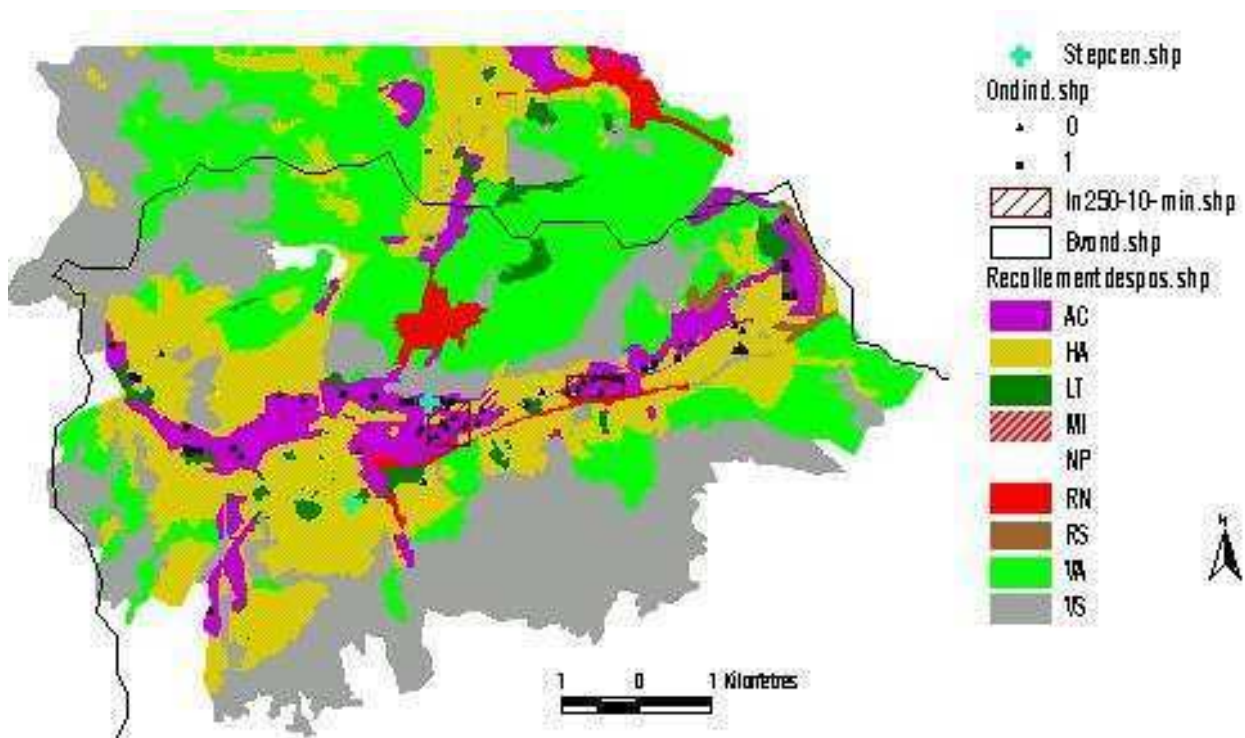 Stepcen.shp
Ondind.shp
0
1
In250-10-min.shp
Bvond.shp
Recollementdespos.shp
AC
HA
LT
MI
NP
RN
RS
VA
VS
N
1 0 1 Kilometres